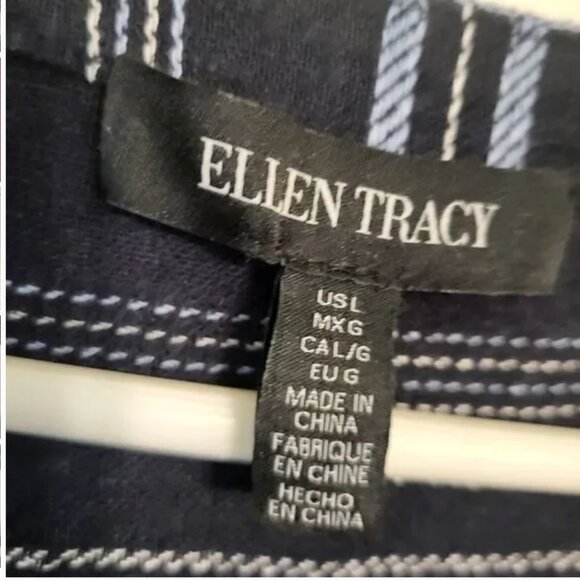 ELLEN TRACY
US L
MX G
CA L/G
EU G
MADE IN
CHINA
FABRIQUE
EN CHINE
HECHO
EN CHINA